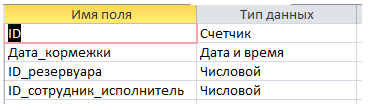 Имя поля Тип данных
ID Счетчик
Дата_кормежки Дата и время
ID_резервуара Числовой
ID_сотрудник_исполнитель Числовой